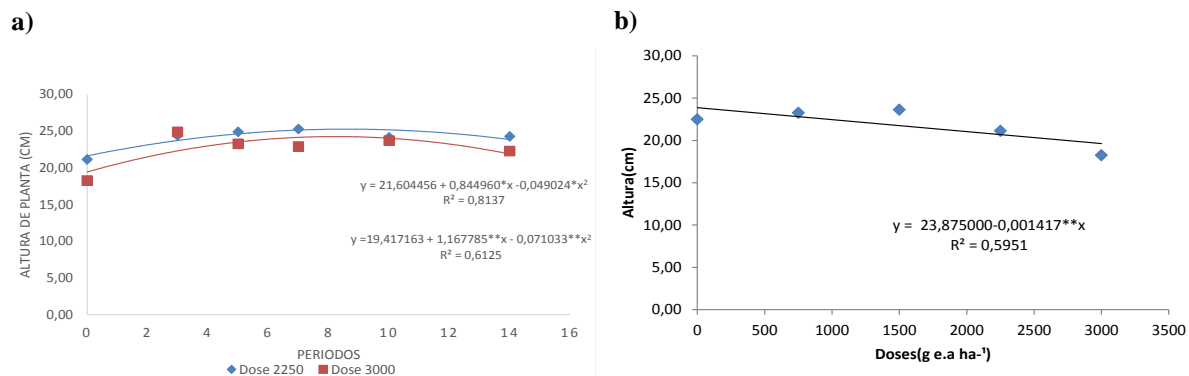 a)
30,00
25,00
20,00
15,00
10,00
5,00
0,00
ALTURA DE PLANTA (CM)
y = 21,604456 + 0,844960*x -0,049024*x²
R² = 0,8137
y =19,417163 + 1,167785**x - 0,071033**x²
R² = 0,6125
0 2 4 6 8 10 12 14 16
PERIODOS
Dose 2250 Dose 3000
b)
30,00
25,00
20,00
15,00
10,00
5,00
0,00
Altura(cm)
y = 23,875000-0,001417**x
R² = 0,5951
0 500 1000 1500 2000 2500 3000 3500
Doses(g e.a ha-¹)